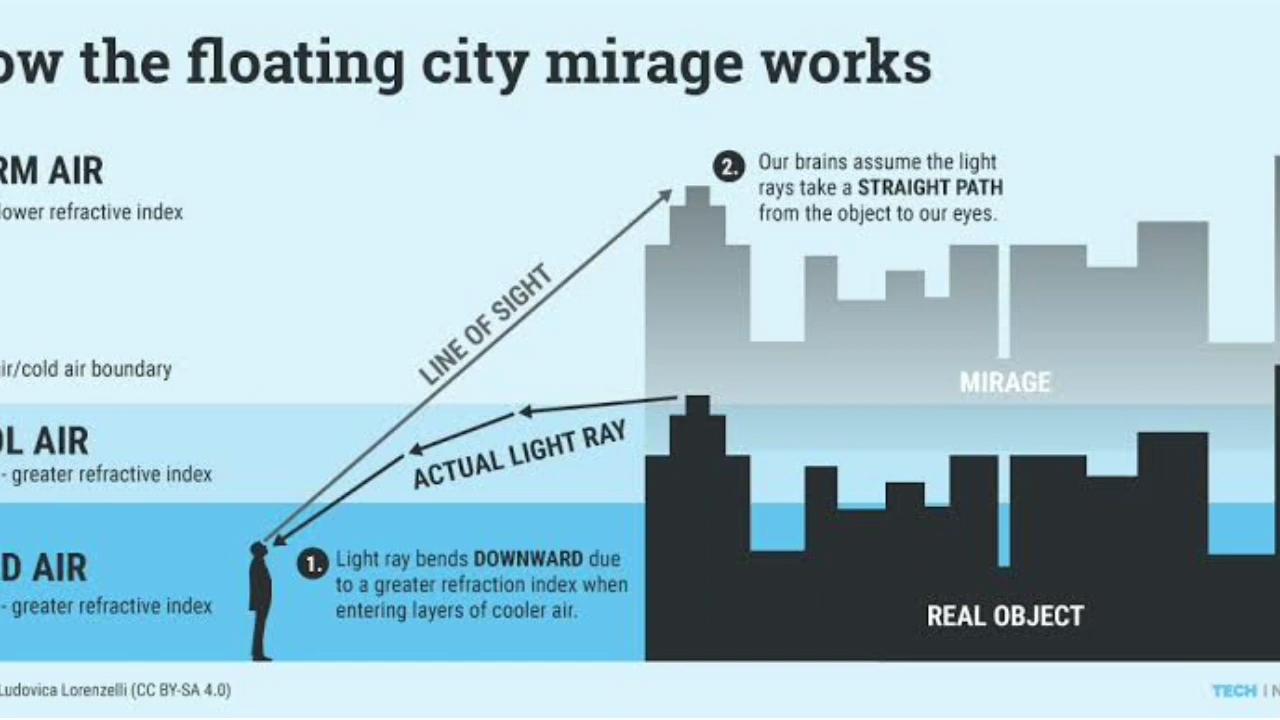 ow the floating city mirage works
RM AIR
lower refractive index
2.
Our brains assume the light
rays take a STRAIGHT PATH
from the object to our eyes.
LINE OF SIGHT
ir/cold air boundary
MIRAGE
OL AIR
- greater refractive index
ACTUAL LIGHT RAY
D AIR
- greater refractive index
1.
Light ray bends DOWNWARD due
to a greater refraction index when
entering layers of cooler air.
REAL OBJECT
Ludovica Lorenzelli (CC BY-SA 4.0)
TECH | N